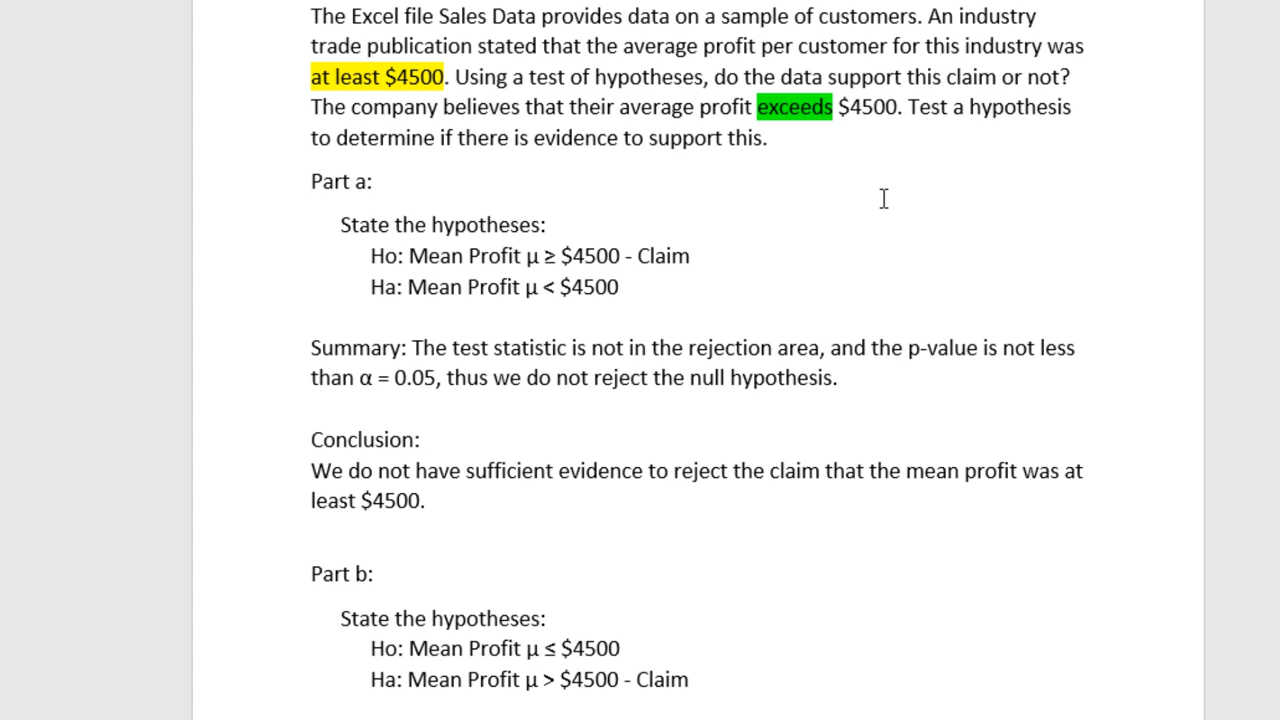 The Excel file Sales Data provides data on a sample of customers. An industry
trade publication stated that the average profit per customer for this industry was
at least $4500. Using a test of hypotheses, do the data support this claim or not?
The company believes that their average profit exceeds $4500. Test a hypothesis
to determine if there is evidence to support this.
Part a:
State the hypotheses:
Ho: Mean Profit μ ≥ $4500 - Claim
Ha: Mean Profit μ < $4500
Summary: The test statistic is not in the rejection area, and the p-value is not less
than α = 0.05, thus we do not reject the null hypothesis.
Conclusion:
We do not have sufficient evidence to reject the claim that the mean profit was at
least $4500.
Part b:
State the hypotheses:
Ho: Mean Profit μ ≤ $4500
Ha: Mean Profit μ > $4500 - Claim